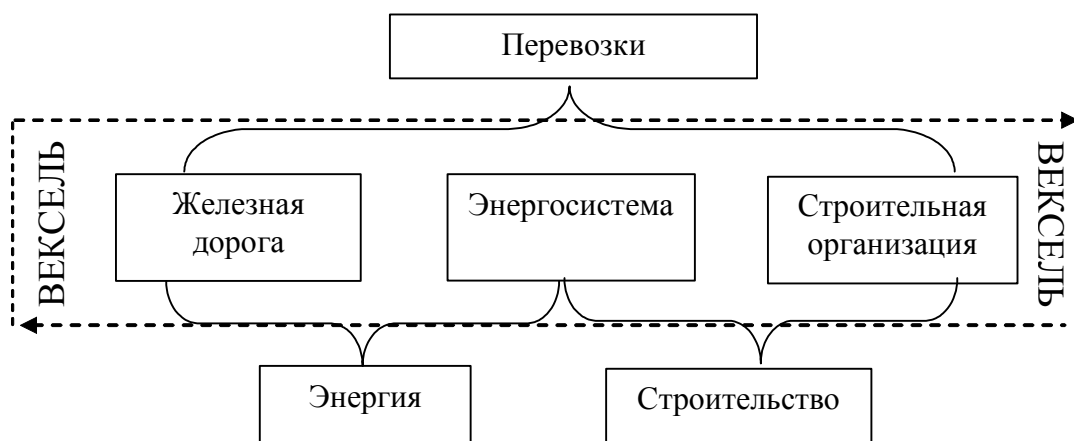 Перевозки
ВЕКСЕЛЬ
Железная
дорога
Энергосистема
Строительная
организация
ВЕКСЕЛЬ
Энергия
Строительство